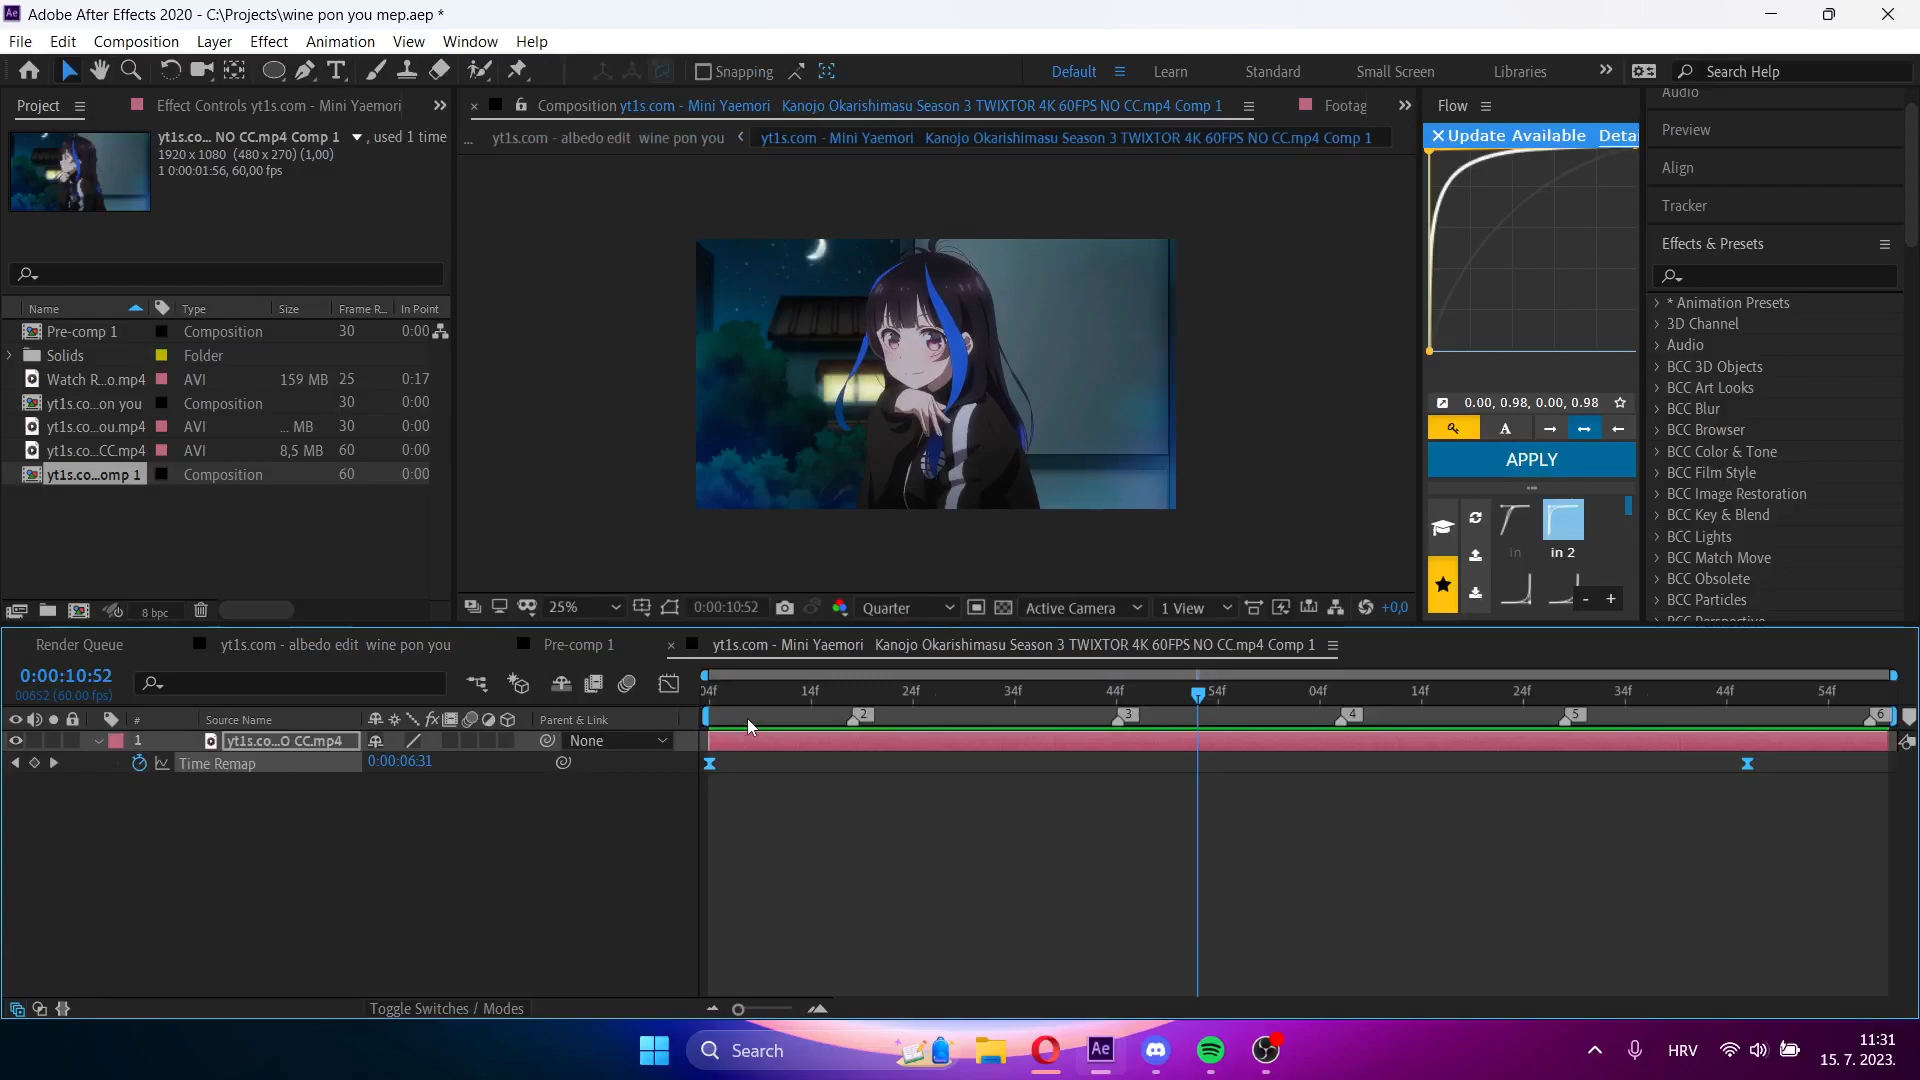 Adobe After Effects 2020 - C:\Projects\wine pon you mep.aep *
File Edit Composition Layer Effect Animation View Window Help
Snapping
Default Learn Standard Small Screen Libraries
Search Help
Project Effect Controls yt1s.com - Mini Yaemori
yt1s.co... NO CC.mp4 Comp 1 , used 1 time
1920 x 1080 (480 x 270) (1,00)
1 0:00:01:56, 60,00 fps
Name Type Size Frame R... In Point
Pre-comp 1 Composition 30 0:00
Solids Folder
Watch R...o.mp4 AVI 159 MB 25 0:17
yt1s.co...on you Composition 30 0:00
yt1s.co...ou.mp4 AVI ... MB 30 0:00
yt1s.co...CC.mp4 AVI 8,5 MB 60 0:00
yt1s.co...omp 1 Composition 60 0:00
8 bpc
Composition yt1s.com - Mini Yaemori Kanojo Okarishimasu Season 3 TWIXTOR 4K 60FPS NO CC.mp4 Comp 1 Footag
... yt1s.com - albedo edit wine pon you yt1s.com - Mini Yaemori Kanojo Okarishimasu Season 3 TWIXTOR 4K 60FPS NO CC.mp4 Comp 1
25% 0:00:10:52 Quarter Active Camera 1 View +0,0
Flow
Update Available Detai
0.00, 0.98, 0.00, 0.98
A
APPLY
in in 2
- +
Audio
Preview
Align
Tracker
Effects & Presets
* Animation Presets
3D Channel
Audio
BCC 3D Objects
BCC Art Looks
BCC Blur
BCC Browser
BCC Color & Tone
BCC Film Style
BCC Image Restoration
BCC Key & Blend
BCC Lights
BCC Match Move
BCC Obsolete
BCC Particles
BCC Perspective
Render Queue yt1s.com - albedo edit wine pon you Pre-comp 1 yt1s.com - Mini Yaemori Kanojo Okarishimasu Season 3 TWIXTOR 4K 60FPS NO CC.mp4 Comp 1
0:00:10:52
00652 (60.00 fps)
04f 14f 24f 34f 44f 54f 04f 14f 24f 34f 44f 54f
# Source Name Parent & Link
2 3 4 5 6
1 yt1s.co...O CC.mp4 None
Time Remap 0:00:06:31
Toggle Switches / Modes
Search
Ae
HRV
11:31
15. 7. 2023.